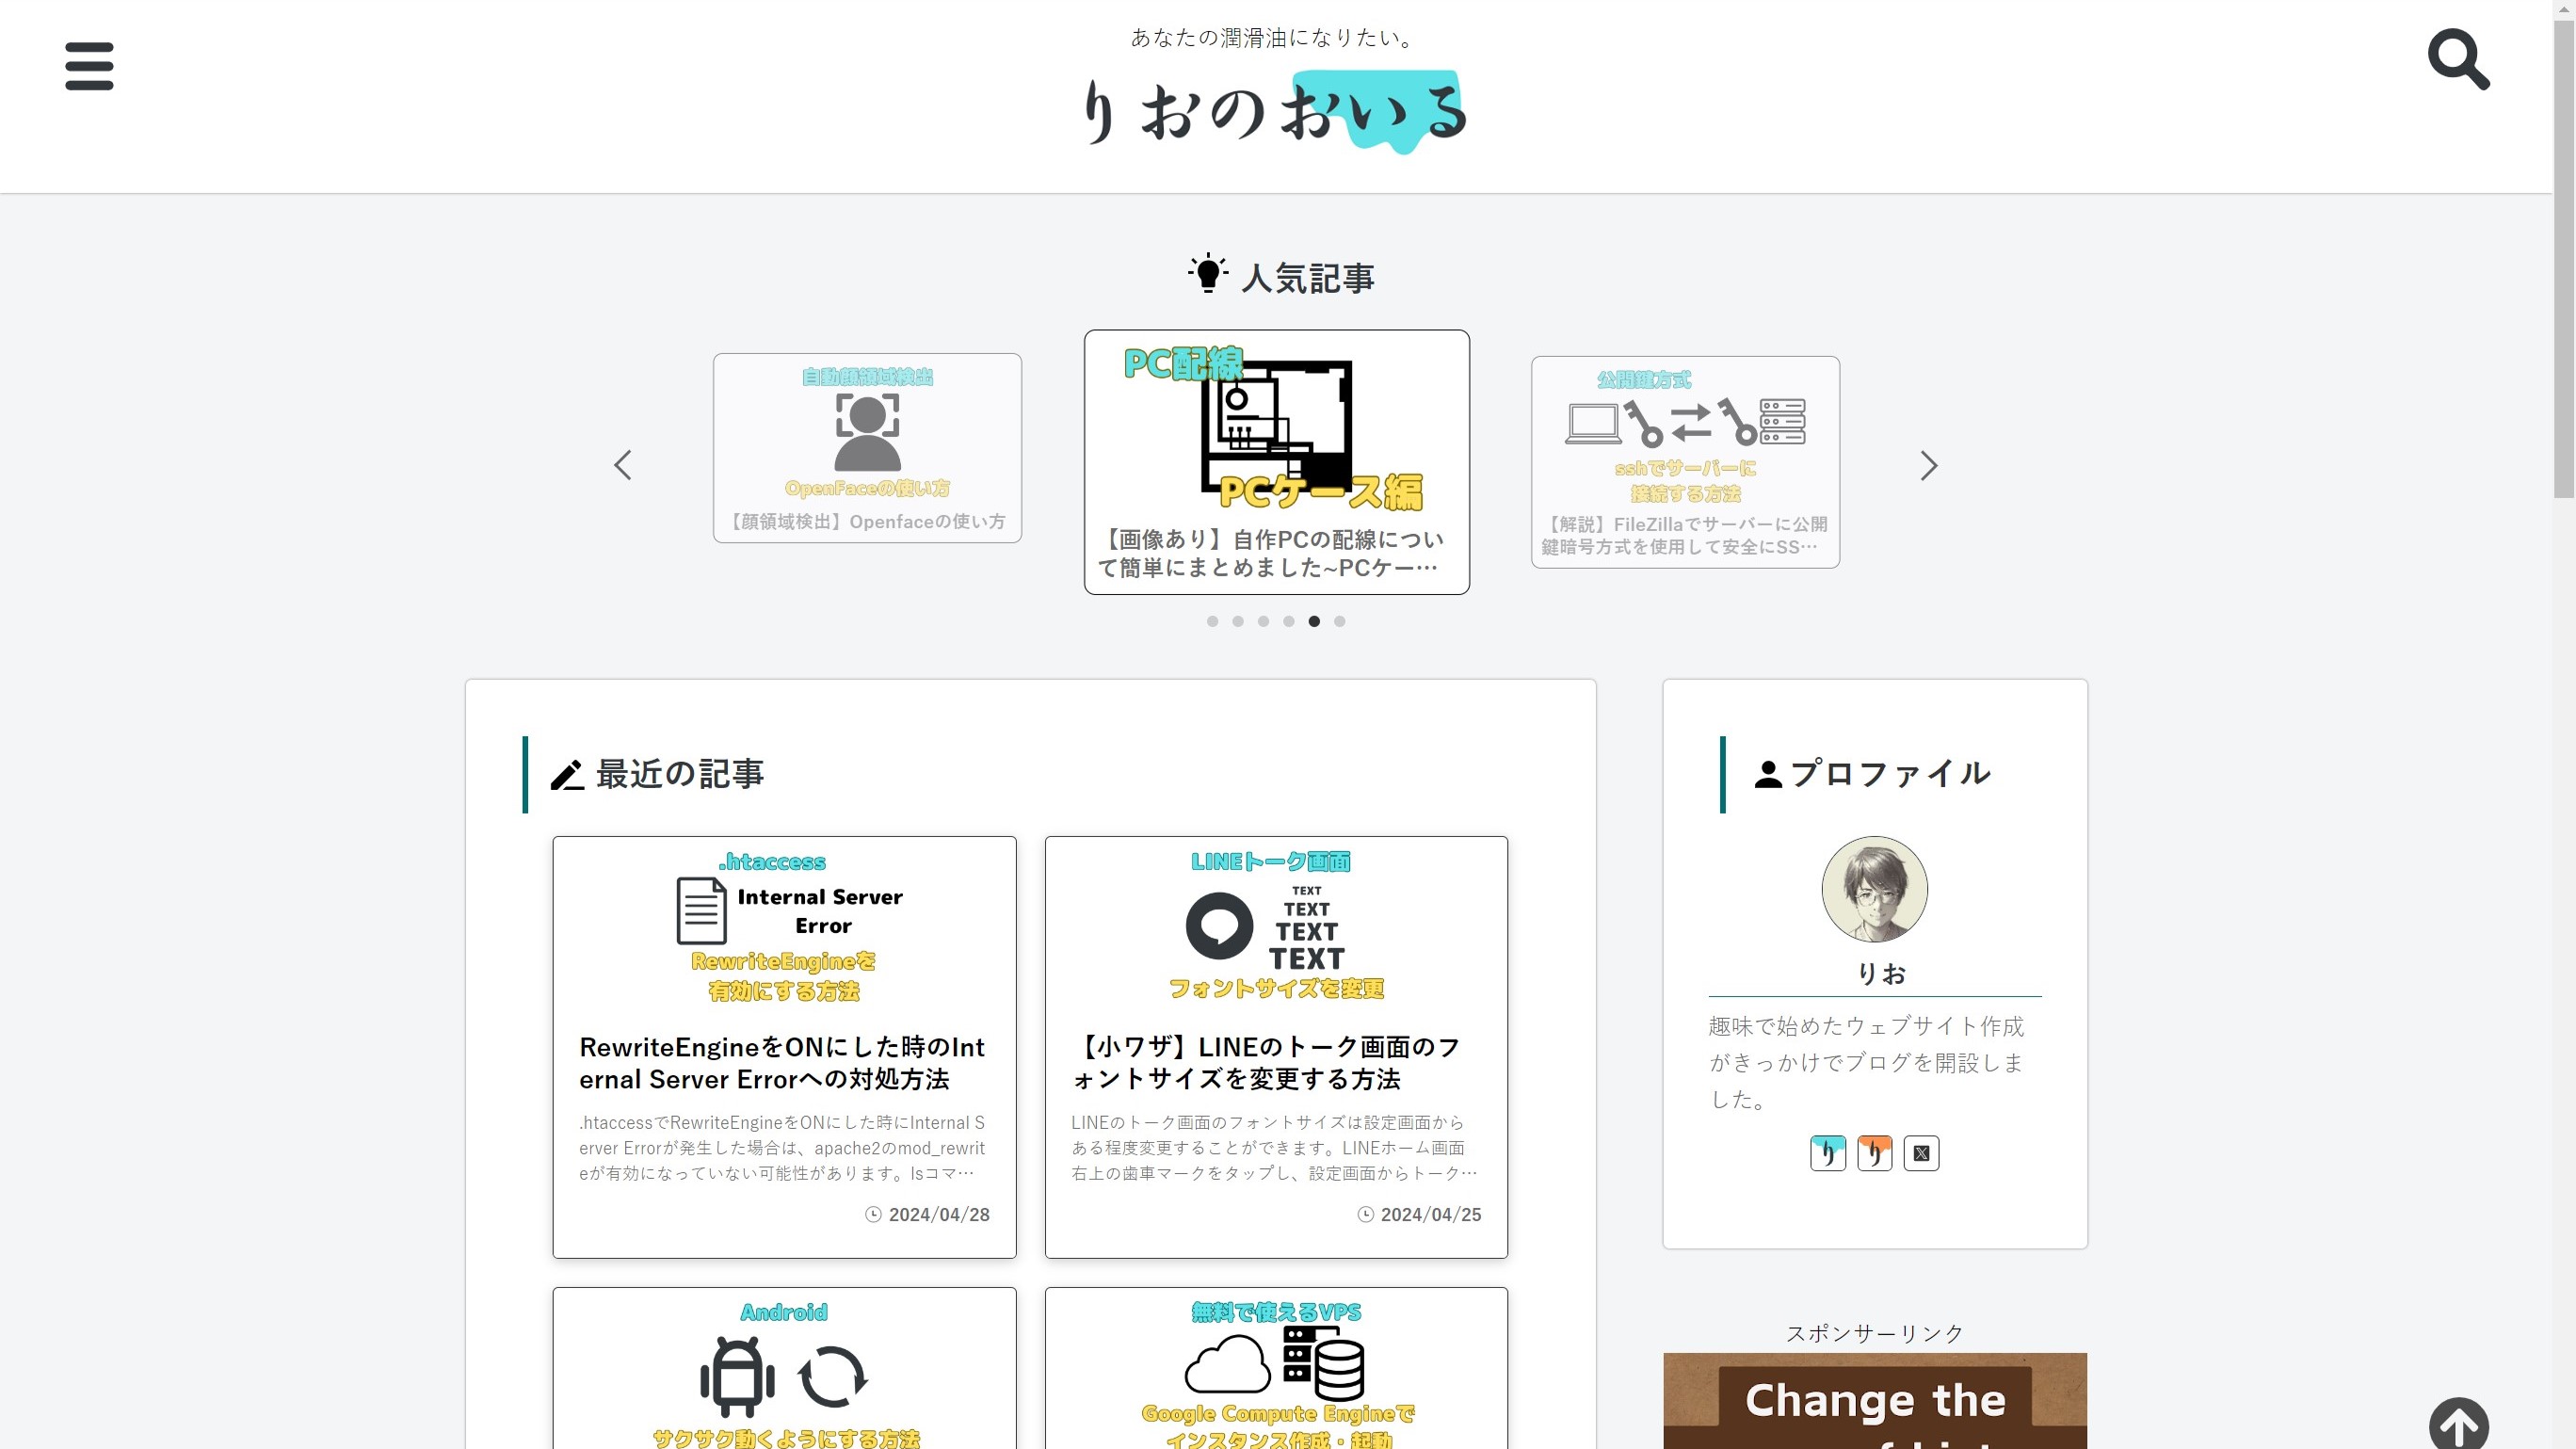 あなたの潤滑油になりたい。
りおのおいる
人気記事
自動顔領域検出
OpenFaceの使い方
【顔領域検出】Openfaceの使い方
PC配線
PCケース編
【画像あり】自作PCの配線につい
て簡単にまとめました~PCケー…
公開鍵方式
sshでサーバーに
接続する方法
【解説】FileZillaでサーバーに公開
鍵暗号方式を使用して安全にSS…
最近の記事
.htaccess
Internal Server
Error
RewriteEngineを
有効にする方法
RewriteEngineをONにした時のInt
ernal Server Errorへの対処方法
.htaccessでRewriteEngineをONにした時にInternal S
erver Errorが発生した場合は、apache2のmod_rewrit
eが有効になっていない可能性があります。lsコマ…
2024/04/28
LINEトーク画面
TEXT
TEXT
TEXT
TEXT
フォントサイズを変更
【小ワザ】LINEのトーク画面のフ
ォントサイズを変更する方法
LINEのトーク画面のフォントサイズは設定画面から
ある程度変更することができます。LINEホーム画面
右上の歯車マークをタップし、設定画面からトーク…
2024/04/25
Android
サクサク動くようにする方法
無料で使えるVPS
Google Compute Engineで
インスタンス作成・起動
プロファイル
りお
趣味で始めたウェブサイト作成
がきっかけでブログを開設しま
した。
り
り
X
スポンサーリンク
Change the